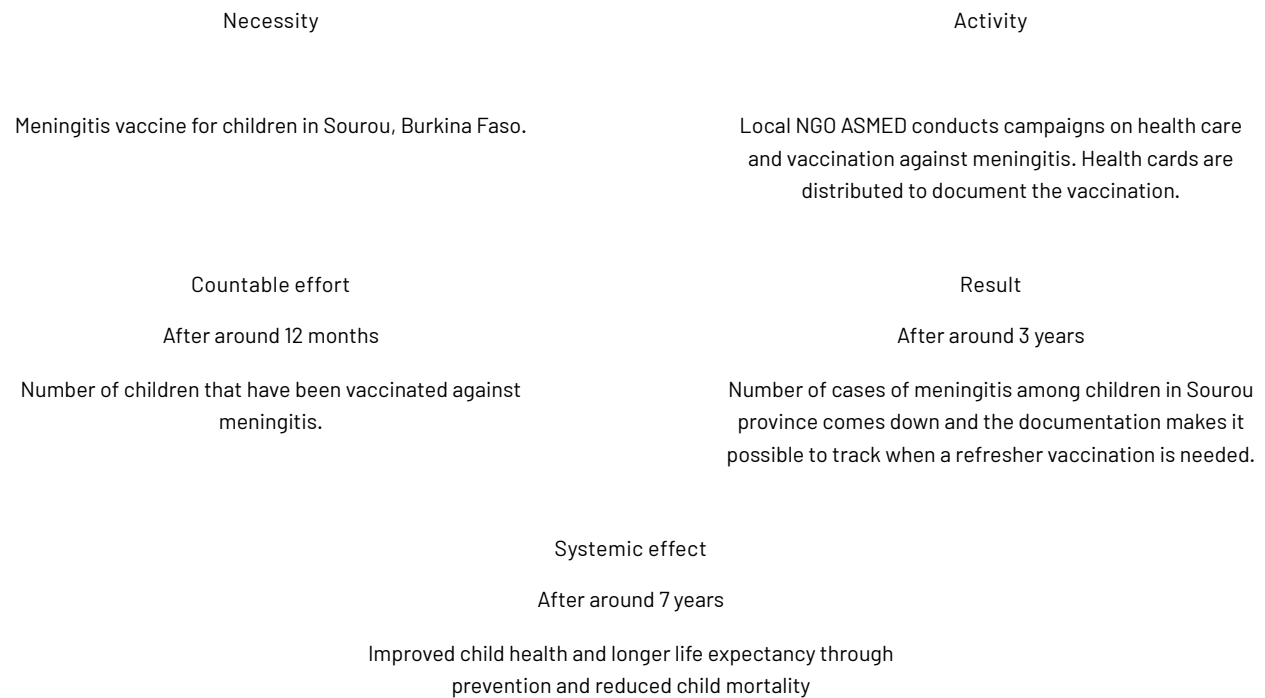 Necessity
Meningitis vaccine for children in Sourou, Burkina Faso.
Activity
Local NGO ASMED conducts campaigns on health care
and vaccination against meningitis. Health cards are
distributed to document the vaccination.
Countable effort
After around 12 months
Number of children that have been vaccinated against
meningitis.
Result
After around 3 years
Number of cases of meningitis among children in Sourou
province comes down and the documentation makes it
possible to track when a refresher vaccination is needed.
Systemic effect
After around 7 years
Improved child health and longer life expectancy through
prevention and reduced child mortality